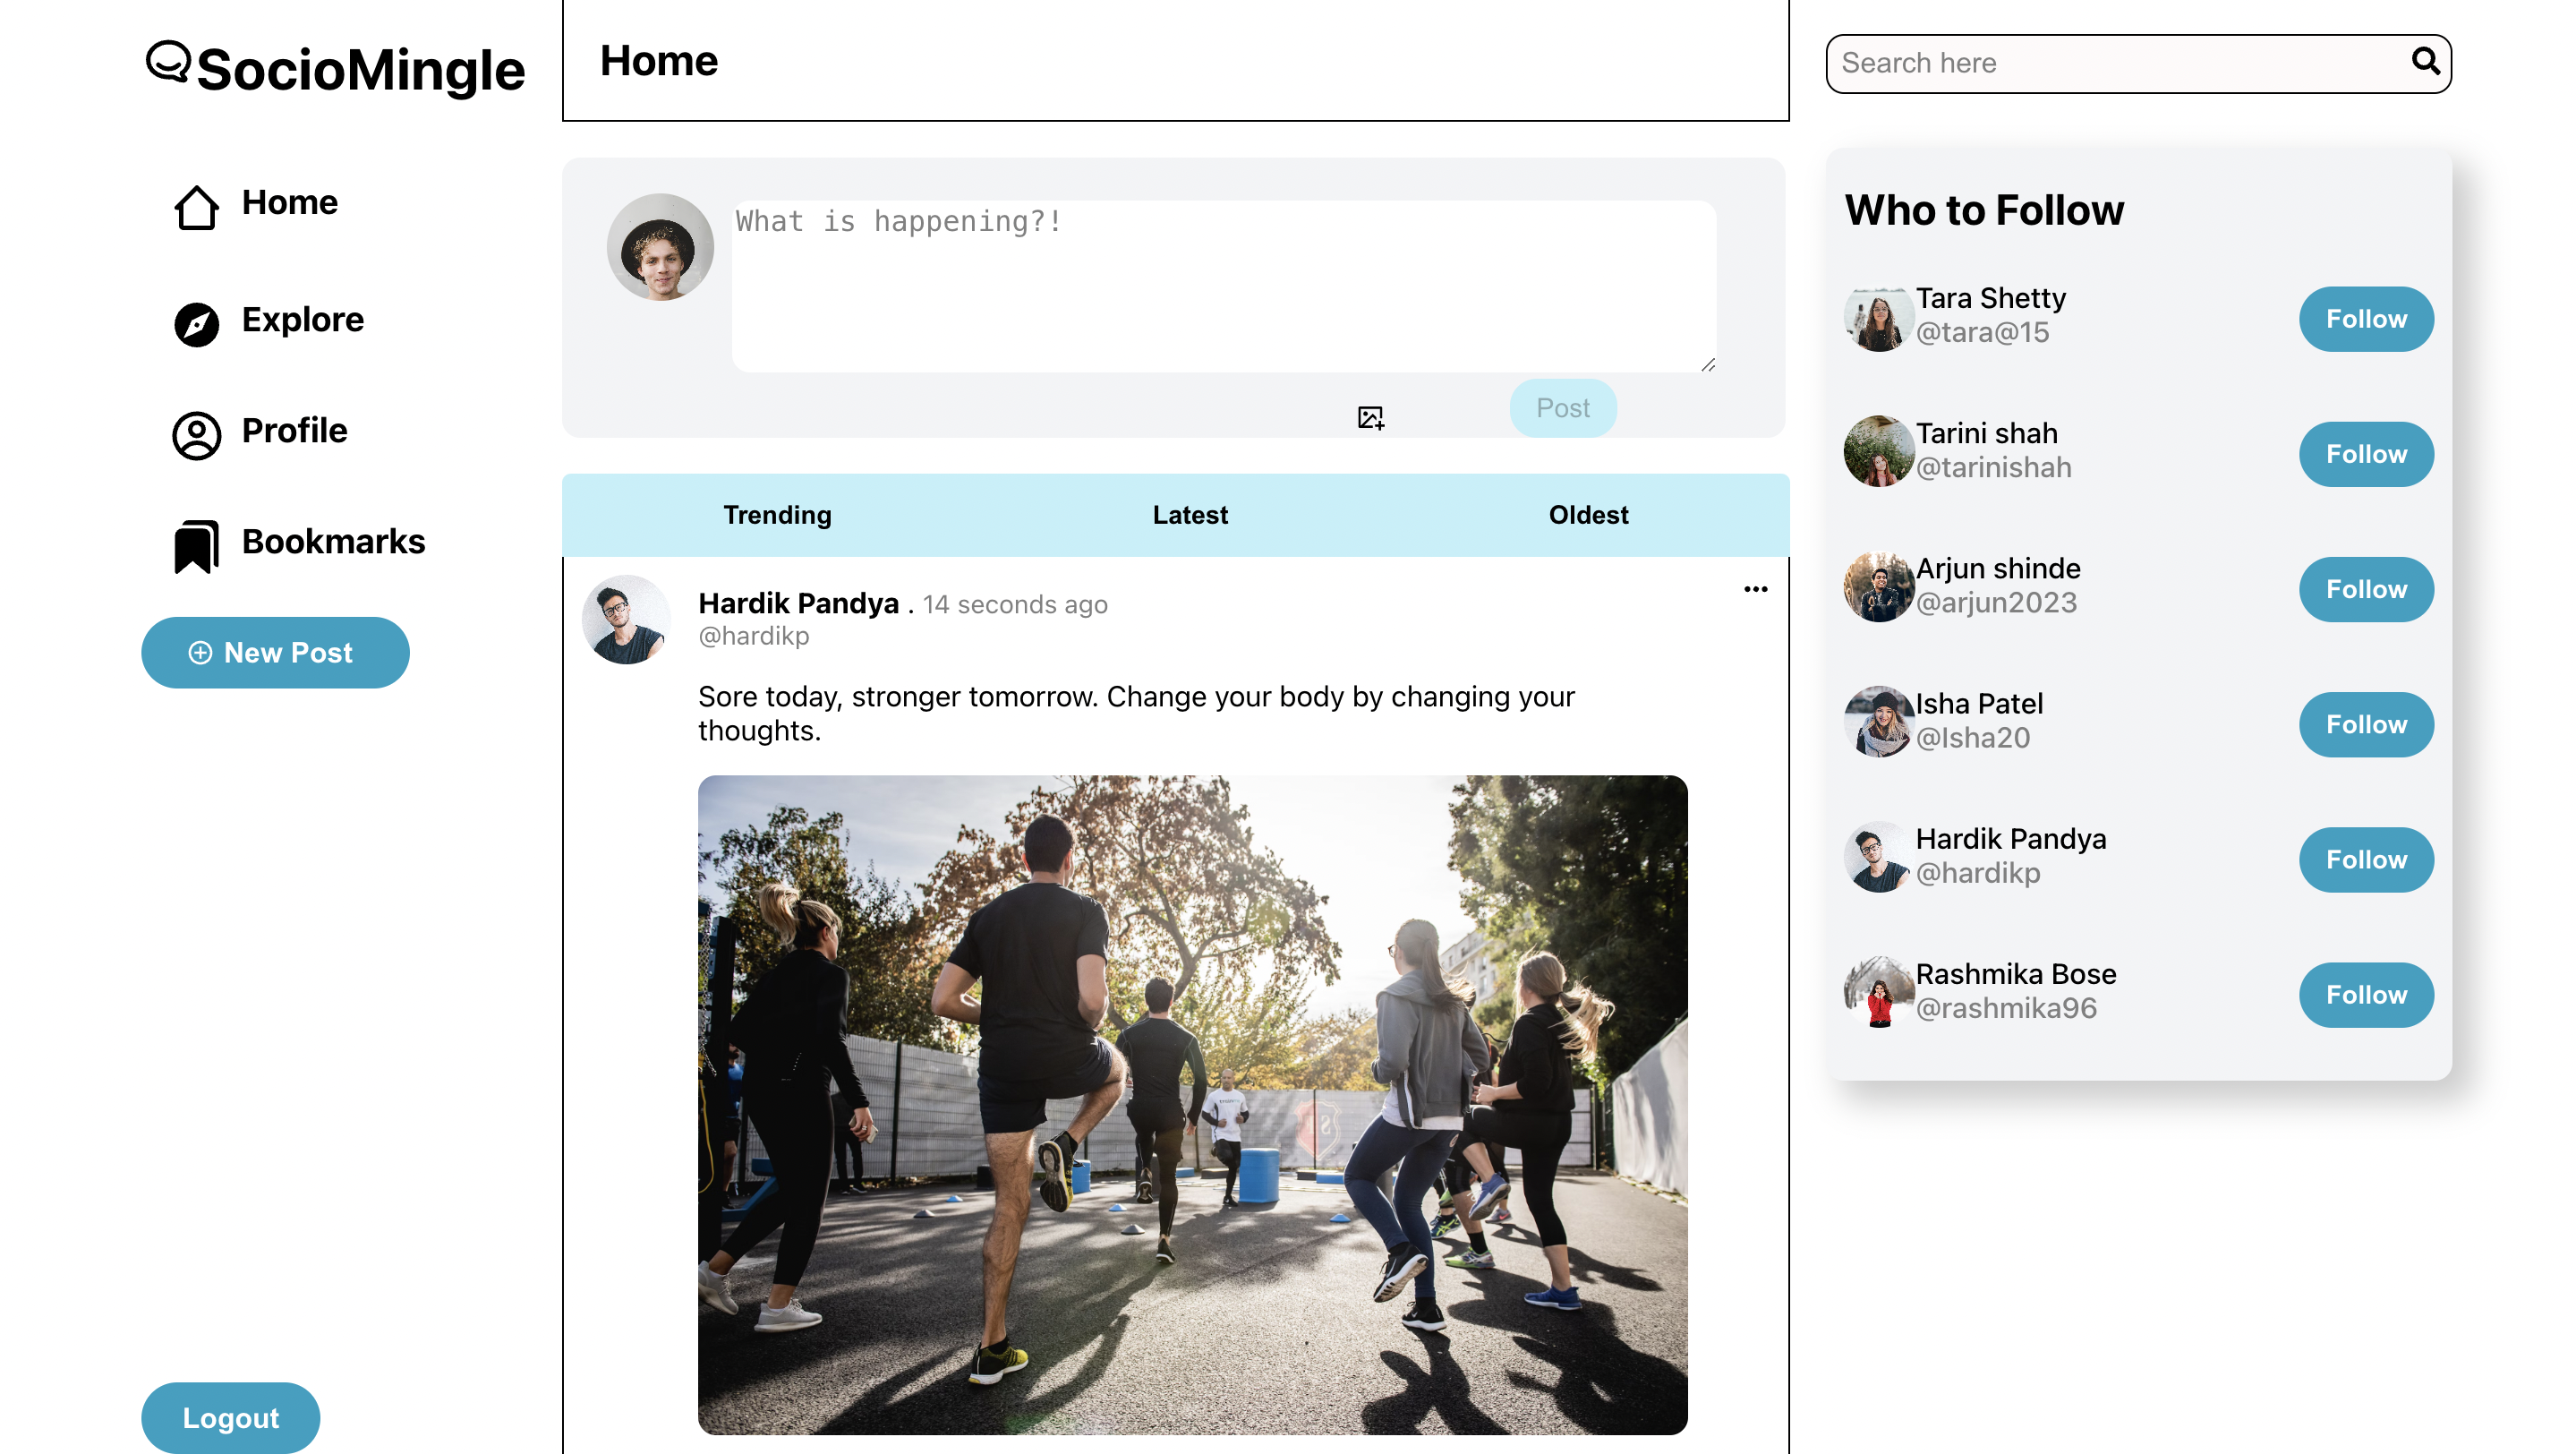 SocioMingle
Home
Explore
Profile
Bookmarks
New Post
Logout
Home
What is happening?!
Post
Trending
Latest
Oldest
Hardik Pandya . 14 seconds ago
@hardikp
Sore today, stronger tomorrow. Change your body by changing your
thoughts.
Search here
Who to Follow
Tara Shetty
@tara@15
Follow
Tarini shah
@tarinishah
Follow
Arjun shinde
@arjun2023
Follow
Isha Patel
@Isha20
Follow
Hardik Pandya
@hardikp
Follow
Rashmika Bose
@rashmika96
Follow